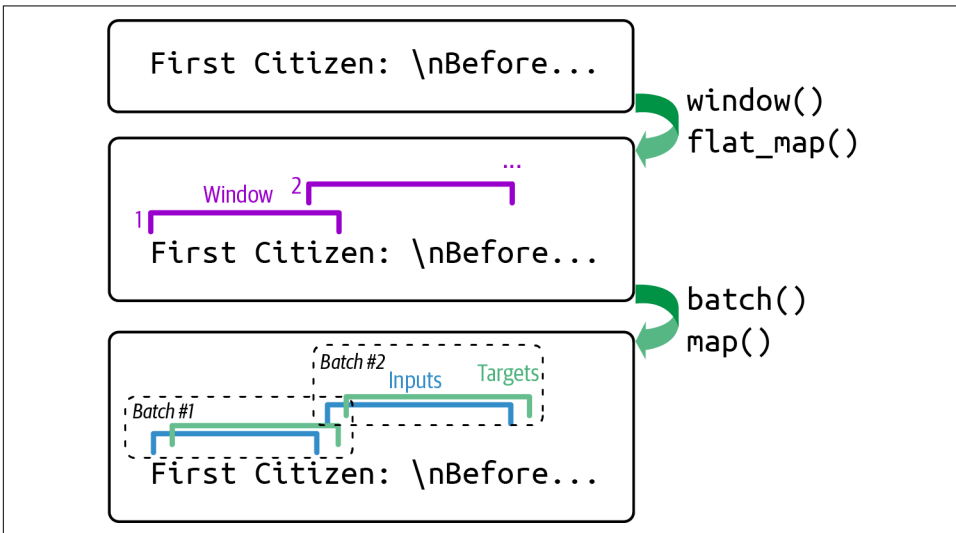 First Citizen: \nBefore...
window()
flat_map()
...
2
Window
1
First Citizen: \nBefore...
batch()
map()
Batch #2
Inputs
Targets
Batch #1
First Citizen: \nBefore...